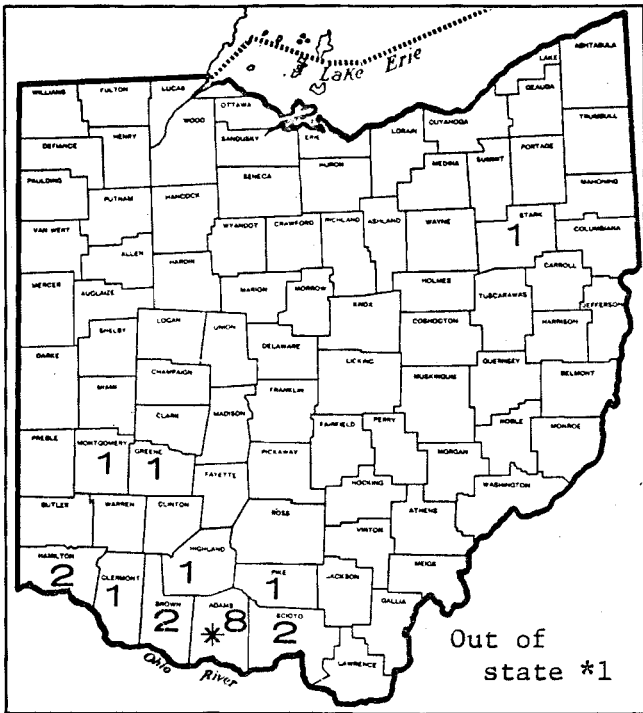 Lake Erie
ASHTABULA
LAKE
WILLIAMS FULTON LUCAS
GEAUGA
OTTAWA
WOOD
CUYAHOGA
TRUMBULL
DEFIANCE HENRY SANDUSKY ERIE LORAIN
MEDINA SUMMIT PORTAGE
HURON
PAULDING SENECA
MAHONING
PUTNAM HANCOCK
STARK
1
VAN WERT WYANDOT CRAWFORD RICHLAND ASHLAND WAYNE COLUMBIANA
ALLEN
HARDIN
CARROLL
MERCER AUGLAIZE MARION MORROW HOLMES
TUSCARAWAS JEFFERSON
KNOX
LOGAN
SHELBY UNION COSHOCTON HARRISON
DARKE DELAWARE
LICKING
GUERNSEY
CHAMPAIGN BELMONT
MIAMI FRANKLIN MUSKINGUM
CLARK MADISON
NOBLE
PREBLE MONTGOMERY
1
GREENE
1
FAIRFIELD PERRY MONROE
PICKAWAY MORGAN
FAYETTE
HOCKING WASHINGTON
BUTLER WARREN CLINTON
ROSS ATHENS
VINTON
HAMILTON
2
HIGHLAND
1
PIKE
1
MEIGS
CLERMONT
1
JACKSON
GALLIA
BROWN
2
ADAMS
*8
SCIOTO
2
LAWRENCE
Ohio River
Out of
state *1